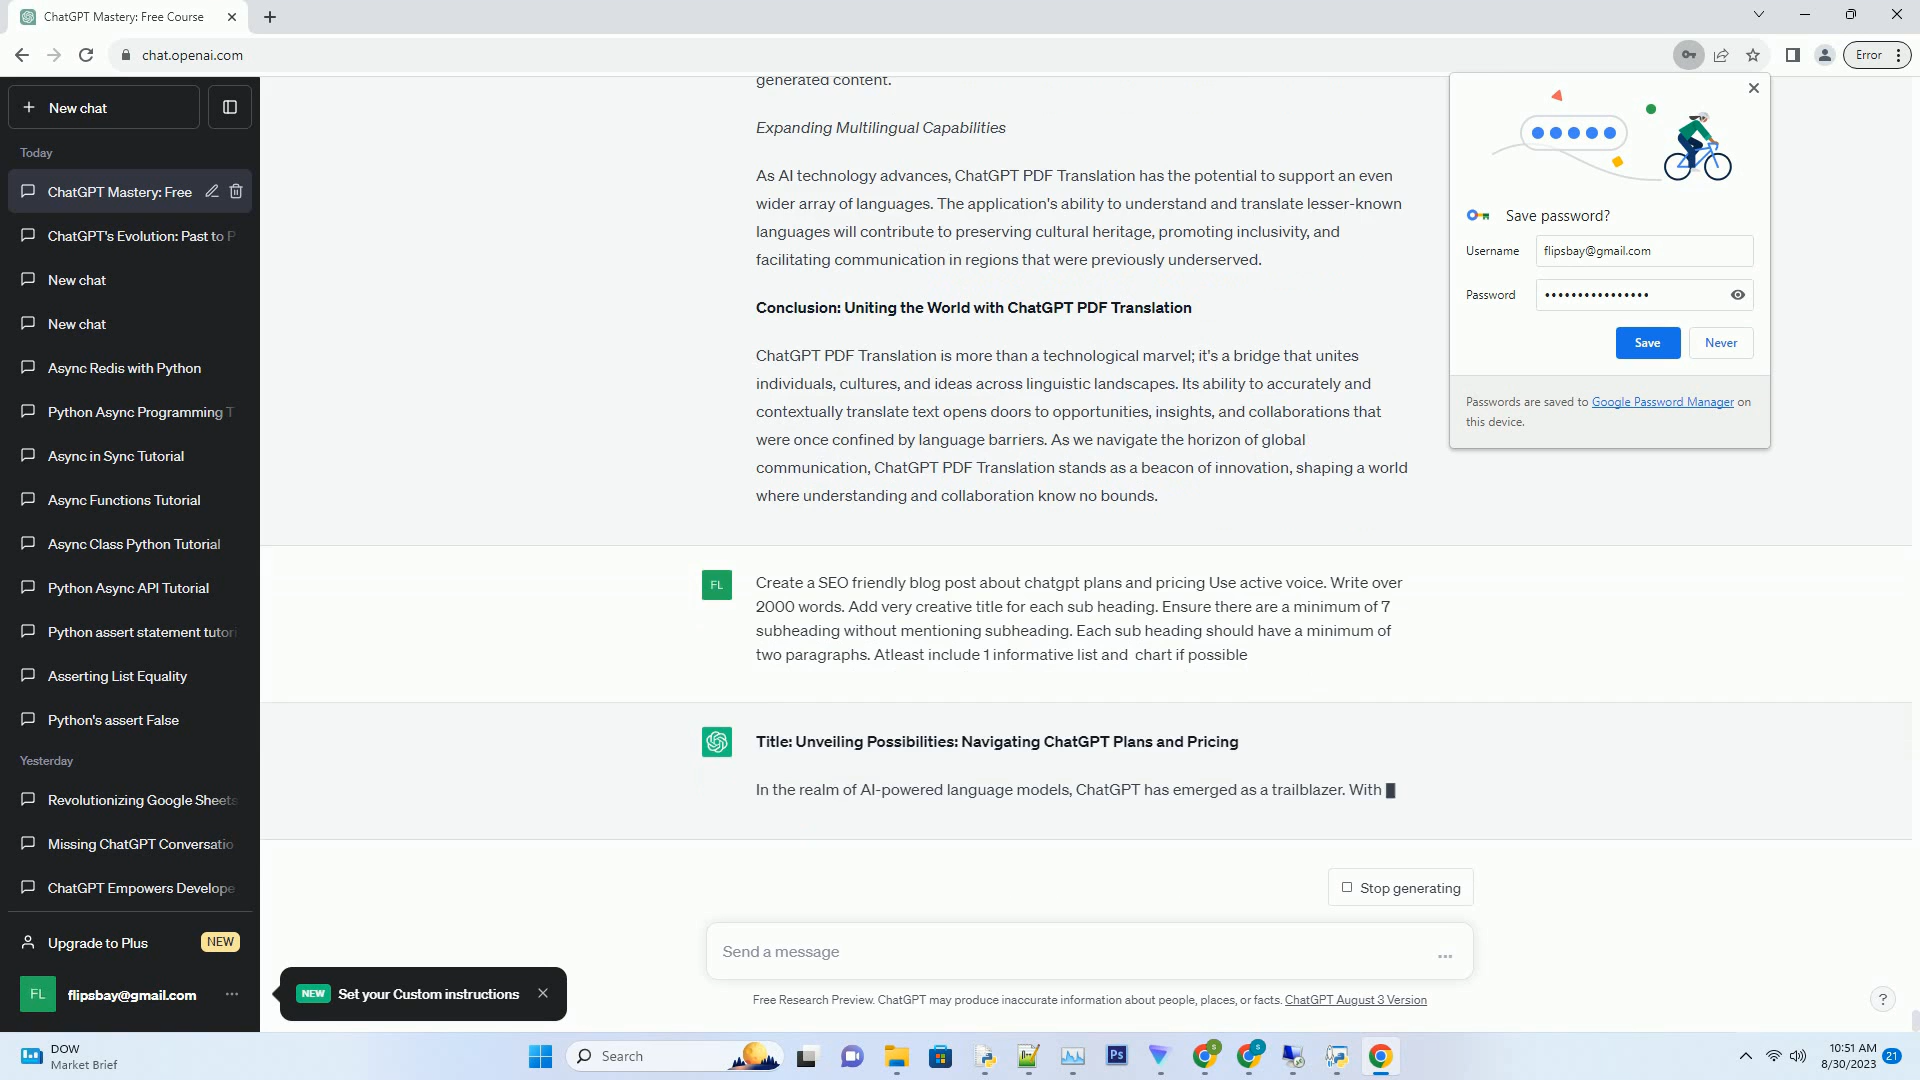 ChatGPT Mastery: Free Course
chat.openai.com
Error
New chat
Today
ChatGPT Mastery: Free
ChatGPT's Evolution: Past to P
New chat
New chat
Async Redis with Python
Python Async Programming T
Async in Sync Tutorial
Async Functions Tutorial
Async Class Python Tutorial
Python Async API Tutorial
Python assert statement tutori
Asserting List Equality
Python's assert False
Yesterday
Revolutionizing Google Sheets
Missing ChatGPT Conversatio
ChatGPT Empowers Develope
Upgrade to Plus NEW
FL flipsbay@gmail.com
generated content.
Expanding Multilingual Capabilities
As AI technology advances, ChatGPT PDF Translation has the potential to support an even
wider array of languages. The application's ability to understand and translate lesser-known
languages will contribute to preserving cultural heritage, promoting inclusivity, and
facilitating communication in regions that were previously underserved.
Conclusion: Uniting the World with ChatGPT PDF Translation
ChatGPT PDF Translation is more than a technological marvel; it's a bridge that unites
individuals, cultures, and ideas across linguistic landscapes. Its ability to accurately and
contextually translate text opens doors to opportunities, insights, and collaborations that
were once confined by language barriers. As we navigate the horizon of global
communication, ChatGPT PDF Translation stands as a beacon of innovation, shaping a world
where understanding and collaboration know no bounds.
FL
Create a SEO friendly blog post about chatgpt plans and pricing Use active voice. Write over
2000 words. Add very creative title for each sub heading. Ensure there are a minimum of 7
subheading without mentioning subheading. Each sub heading should have a minimum of
two paragraphs. Atleast include 1 informative list and  chart if possible
Title: Unveiling Possibilities: Navigating ChatGPT Plans and Pricing
In the realm of AI-powered language models, ChatGPT has emerged as a trailblazer. With
Stop generating
Send a message
Free Research Preview. ChatGPT may produce inaccurate information about people, places, or facts. ChatGPT August 3 Version
NEW Set your Custom instructions
?
Save password?
Username flipsbay@gmail.com
Password ••••••••••••••••
Save Never
Passwords are saved to Google Password Manager on
this device.
DOW
Market Brief
Search
Ps
10:51 AM
8/30/2023
21